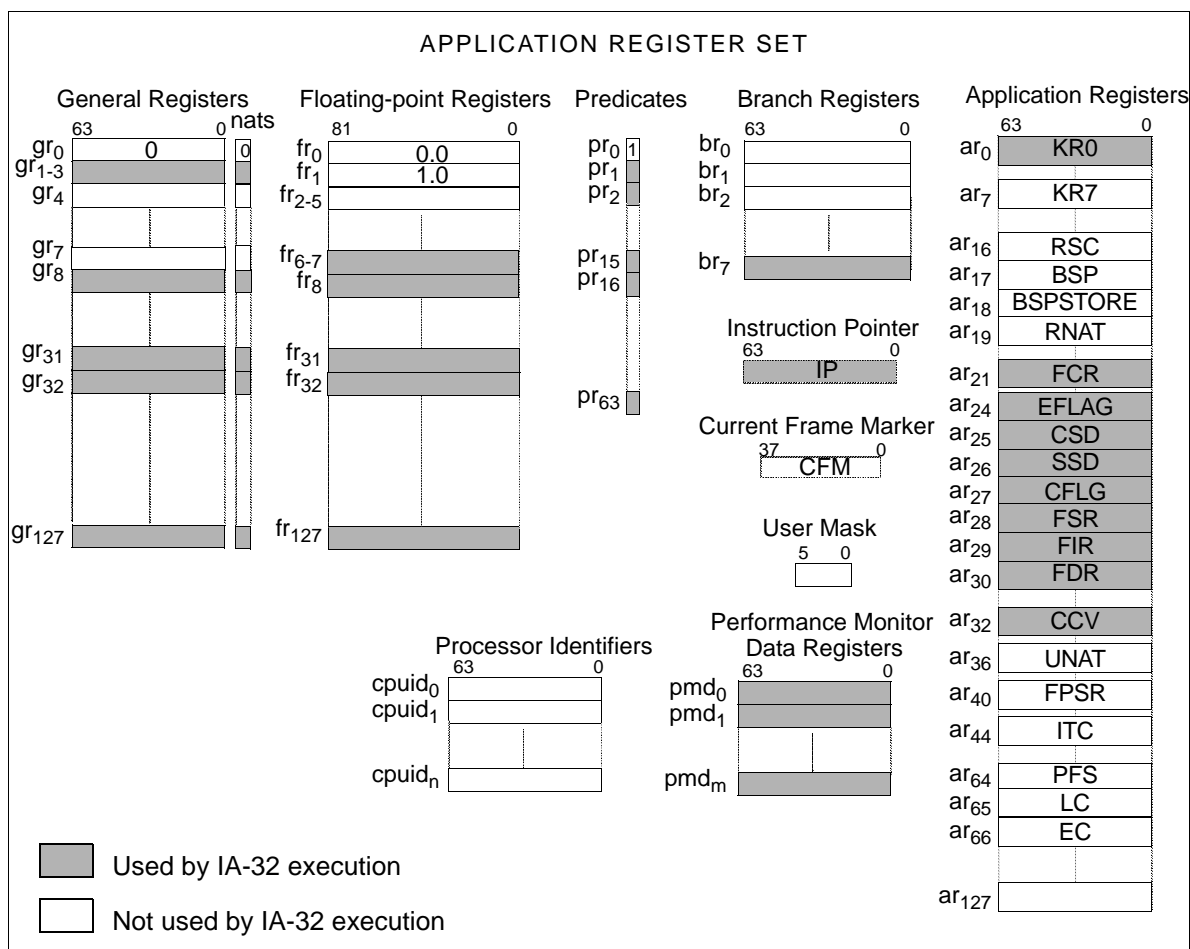 APPLICATION REGISTER SET
General Registers
63 0
nats
gr0 0 0
gr1-3
gr4
gr7
gr8
gr31
gr32
gr127
Floating-point Registers
81 0
fr0 0.0
fr1 1.0
fr2-5
fr6-7
fr8
fr31
fr32
fr127
Predicates
pr0 1
pr1
pr2
pr15
pr16
pr63
Branch Registers
63 0
br0
br1
br2
br7
Instruction Pointer
63 0
IP
Current Frame Marker
37 0
CFM
User Mask
5 0
Processor Identifiers
63 0
cpuid0
cpuid1
cpuidn
Performance Monitor
Data Registers
63 0
pmd0
pmd1
pmdm
Application Registers
63 0
ar0 KR0
ar7 KR7
ar16 RSC
ar17 BSP
ar18 BSPSTORE
ar19 RNAT
ar21 FCR
ar24 EFLAG
ar25 CSD
ar26 SSD
ar27 CFLG
ar28 FSR
ar29 FIR
ar30 FDR
ar32 CCV
ar36 UNAT
ar40 FPSR
ar44 ITC
ar64 PFS
ar65 LC
ar66 EC
ar127
Used by IA-32 execution
Not used by IA-32 execution